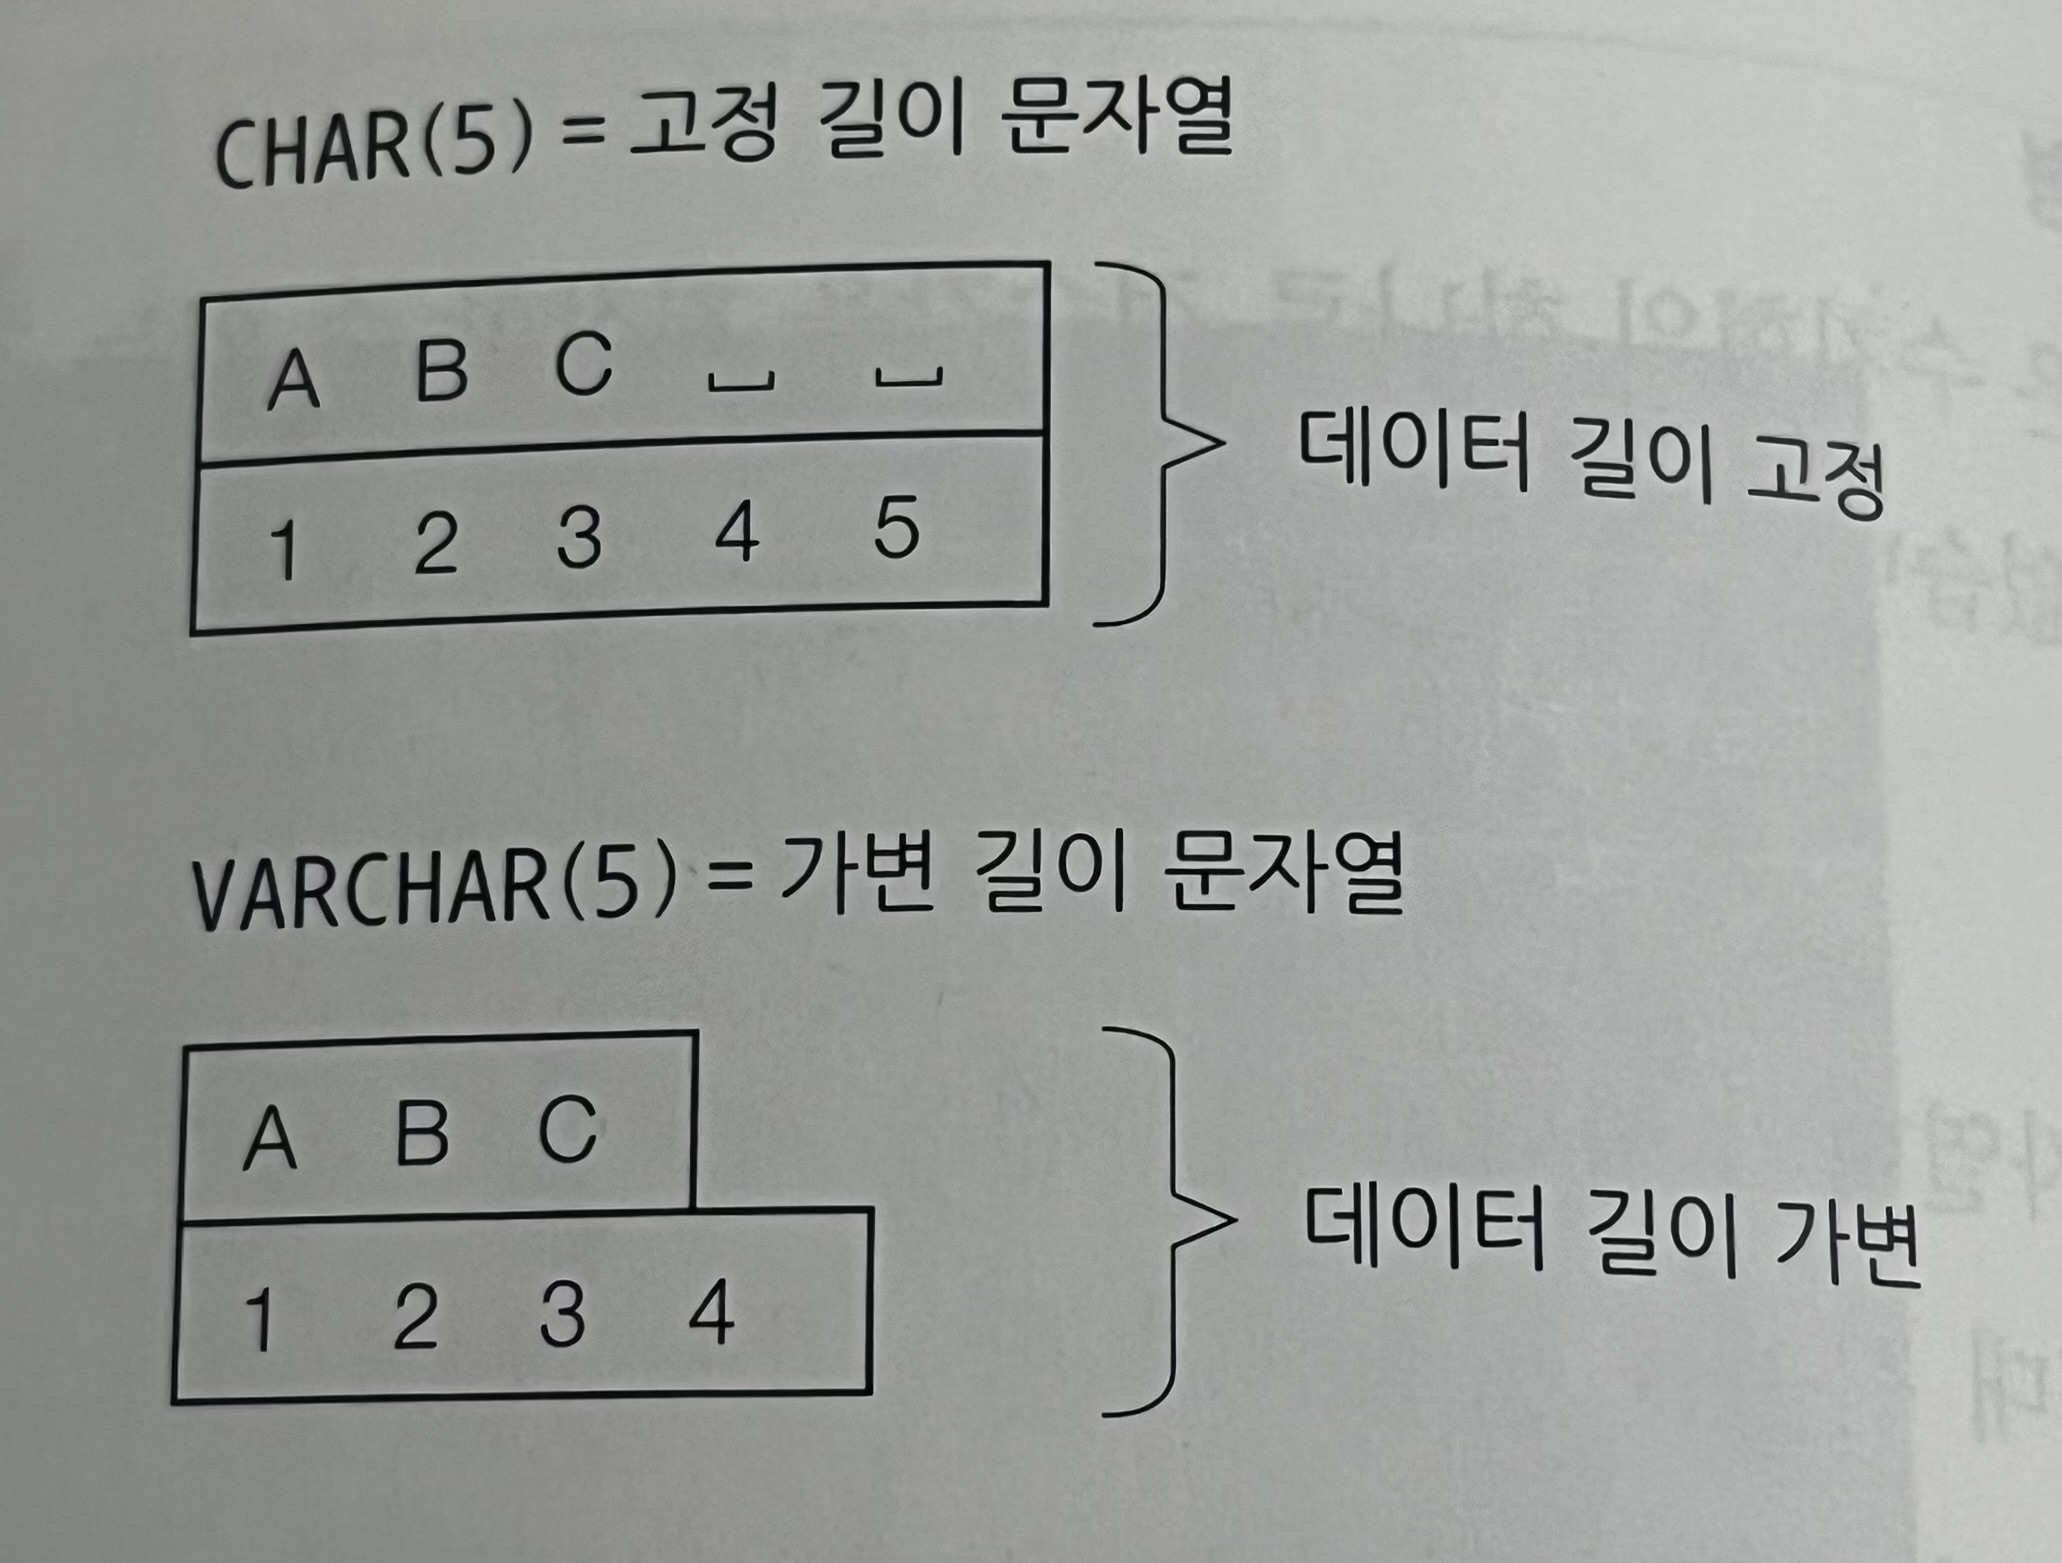 CHAR(5) = 고정 길이 문자열
A B C ␣ ␣
1 2 3 4 5
데이터 길이 고정
VARCHAR(5) = 가변 길이 문자열
A B C
1 2 3 4
데이터 길이 가변